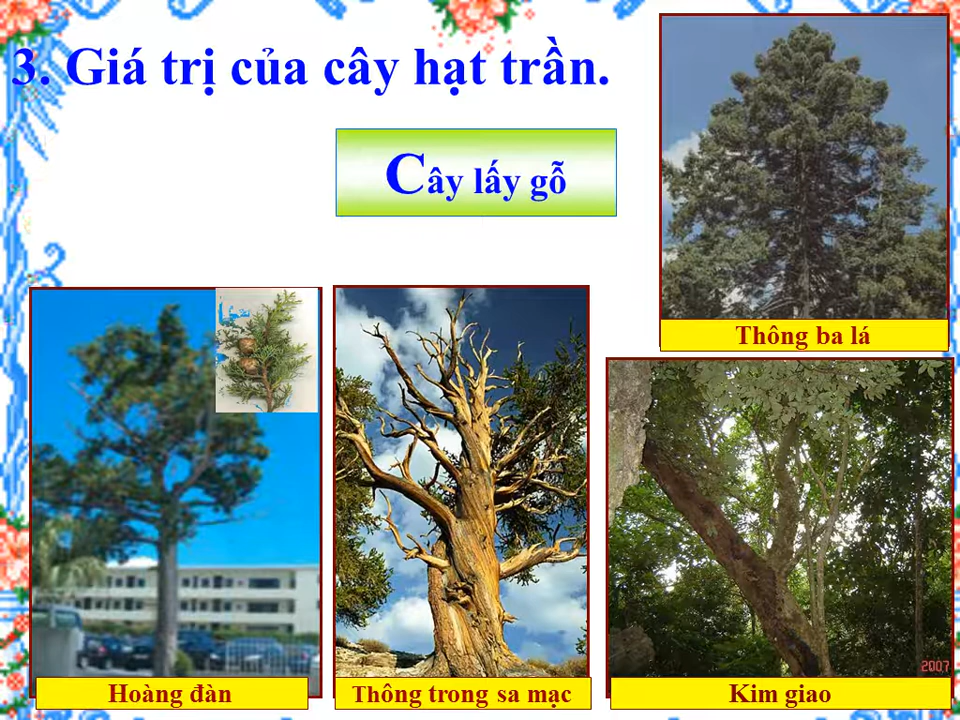 3. Giá trị của cây hạt trần.
Cây lấy gỗ
Thông ba lá
Hoàng đàn
Thông trong sa mạc
Kim giao
2007